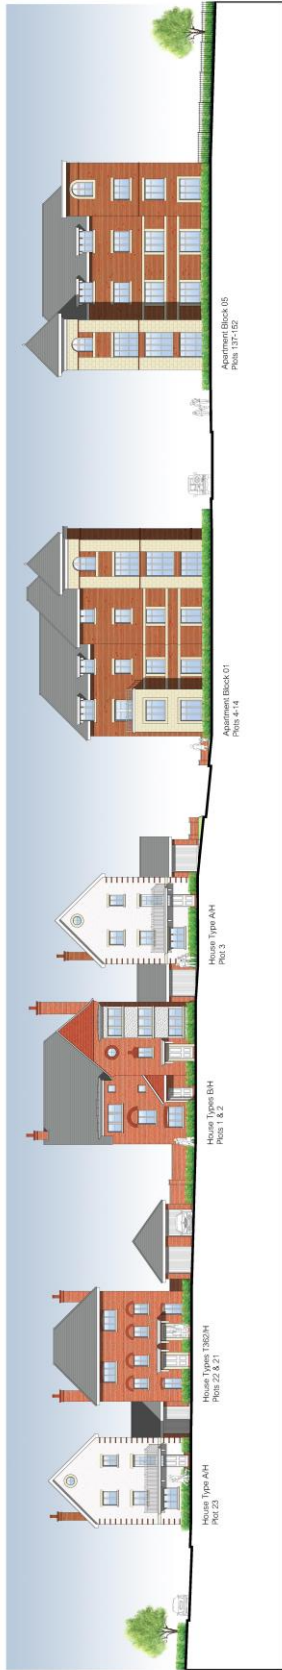 House Type A/H
Plot 23
House Types T362/H
Plots 22 & 21
House Types B/H
Plots 1 & 2
House Type A/H
Plot 3
Apartment Block 01
Plots 4-14
Apartment Block 05
Plots 137-152